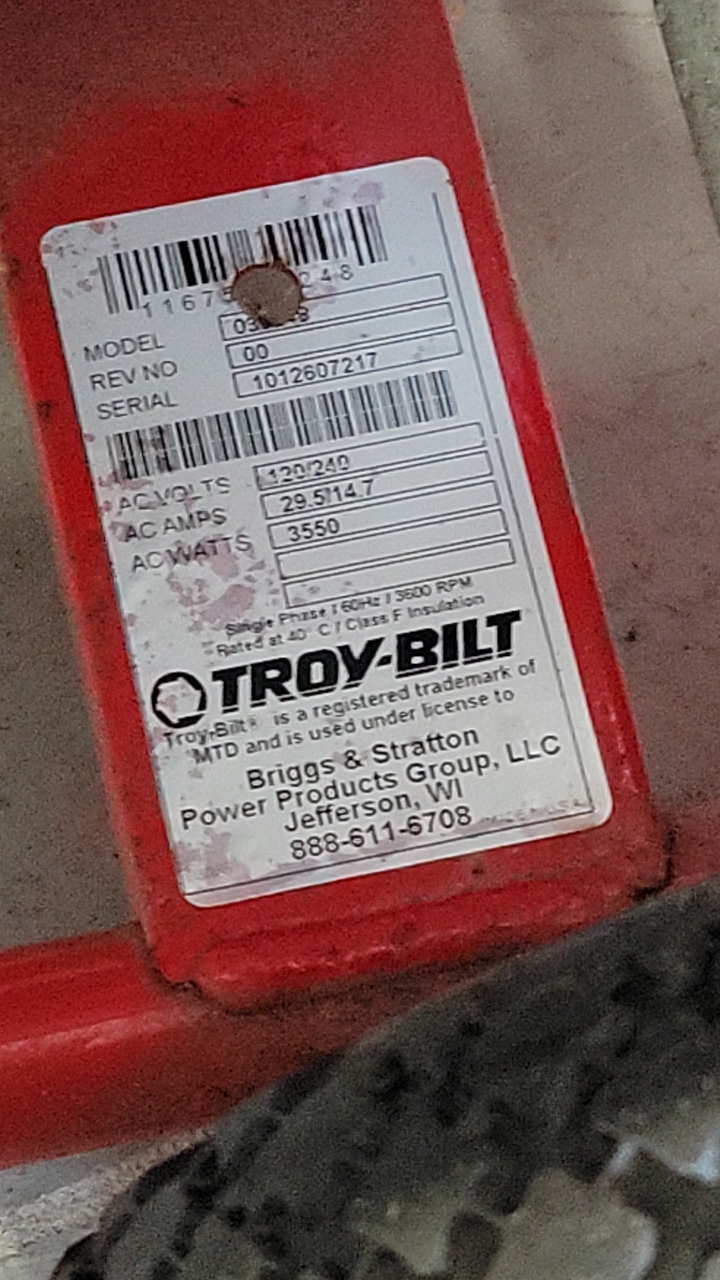 MODEL
REV NO 00
SERIAL 1012607217
AC VOLTS 120/240
AC AMPS 29.5/14.7
AC WATTS 3550
Single Phase / 60Hz / 3600 RPM
Rated at 40° C / Class F Insulation
TROY-BILT
Troy-Bilt® is a registered trademark of
MTD and is used under license to
Briggs & Stratton
Power Products Group, LLC
Jefferson, WI
888-611-6708